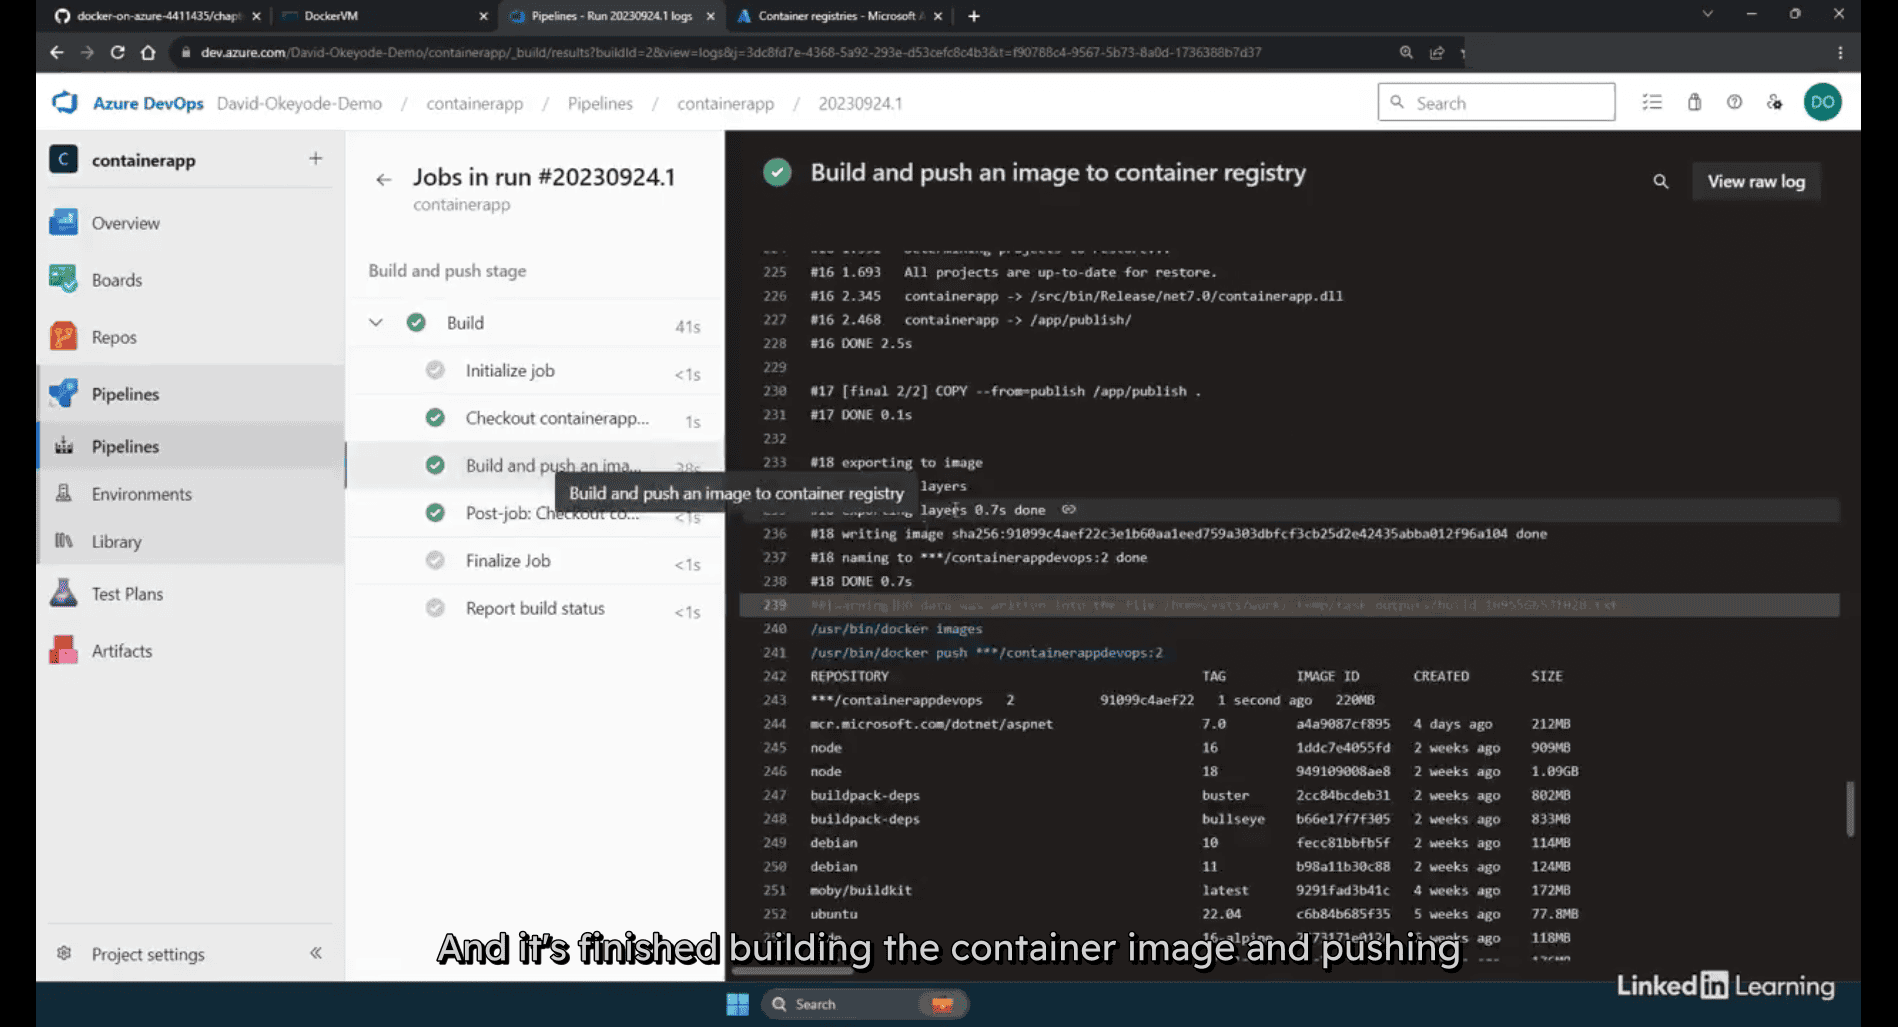 docker-on-azure-4411435/chapt
DockerVM
Pipelines - Run 20230924.1 logs
Container registries - Microsoft A
dev.azure.com/David-Okeyode-Demo/containerapp/_build/results?buildId=2&view=logs&j=3dc8fd7e-4368-5a92-293e-d53cefc8c4b3&t=f90788c4-9567-5b73-8a0d-1736388b7d37
Azure DevOps David-Okeyode-Demo / containerapp / Pipelines / containerapp / 20230924.1
Search
DO
C containerapp
Overview
Boards
Repos
Pipelines
Pipelines
Environments
Library
Test Plans
Artifacts
Project settings
Jobs in run #20230924.1
containerapp
Build and push stage
Build 41s
Initialize job <1s
Checkout containerapp... 1s
Build and push an ima... 28s
Build and push an image to container registry
Post-job: Checkout co... <1s
Finalize Job <1s
Report build status <1s
Build and push an image to container registry
View raw log
225 #16 1.693 All projects are up-to-date for restore.
226 #16 2.345 containerapp -> /src/bin/Release/net7.0/containerapp.dll
227 #16 2.468 containerapp -> /app/publish/
228 #16 DONE 2.5s
229
230 #17 [final 2/2] COPY --from=publish /app/publish .
231 #17 DONE 0.1s
232
233 #18 exporting to image
layers
layers 0.7s done
236 #18 writing image sha256:91099c4aef22c3e1b60aa1eed759a303dbfcf3cb25d2e42435abba012f96a104 done
237 #18 naming to ***/containerappdevops:2 done
238 #18 DONE 0.7s
239
240 /usr/bin/docker images
241 /usr/bin/docker push ***/containerappdevops:2
242 REPOSITORY TAG IMAGE ID CREATED SIZE
243 ***/containerappdevops 2 91099c4aef22 1 second ago 220MB
244 mcr.microsoft.com/dotnet/aspnet 7.0 a4a9087cf895 4 days ago 212MB
245 node 16 1ddc7e4055fd 2 weeks ago 909MB
246 node 18 949109008ae8 2 weeks ago 1.09GB
247 buildpack-deps buster 2cc84bcdeb31 2 weeks ago 802MB
248 buildpack-deps bullseye b66e17f7f305 2 weeks ago 833MB
249 debian 10 fecc81bbfb5f 2 weeks ago 114MB
250 debian 11 b98a11b30c88 2 weeks ago 124MB
251 moby/buildkit latest 9291fad3b41c 4 weeks ago 172MB
252 ubuntu 22.04 c6b84b685f35 5 weeks ago 77.8MB
16-alpine weeks ago 118MB
And it's finished building the container image and pushing
LinkedIn Learning
Search